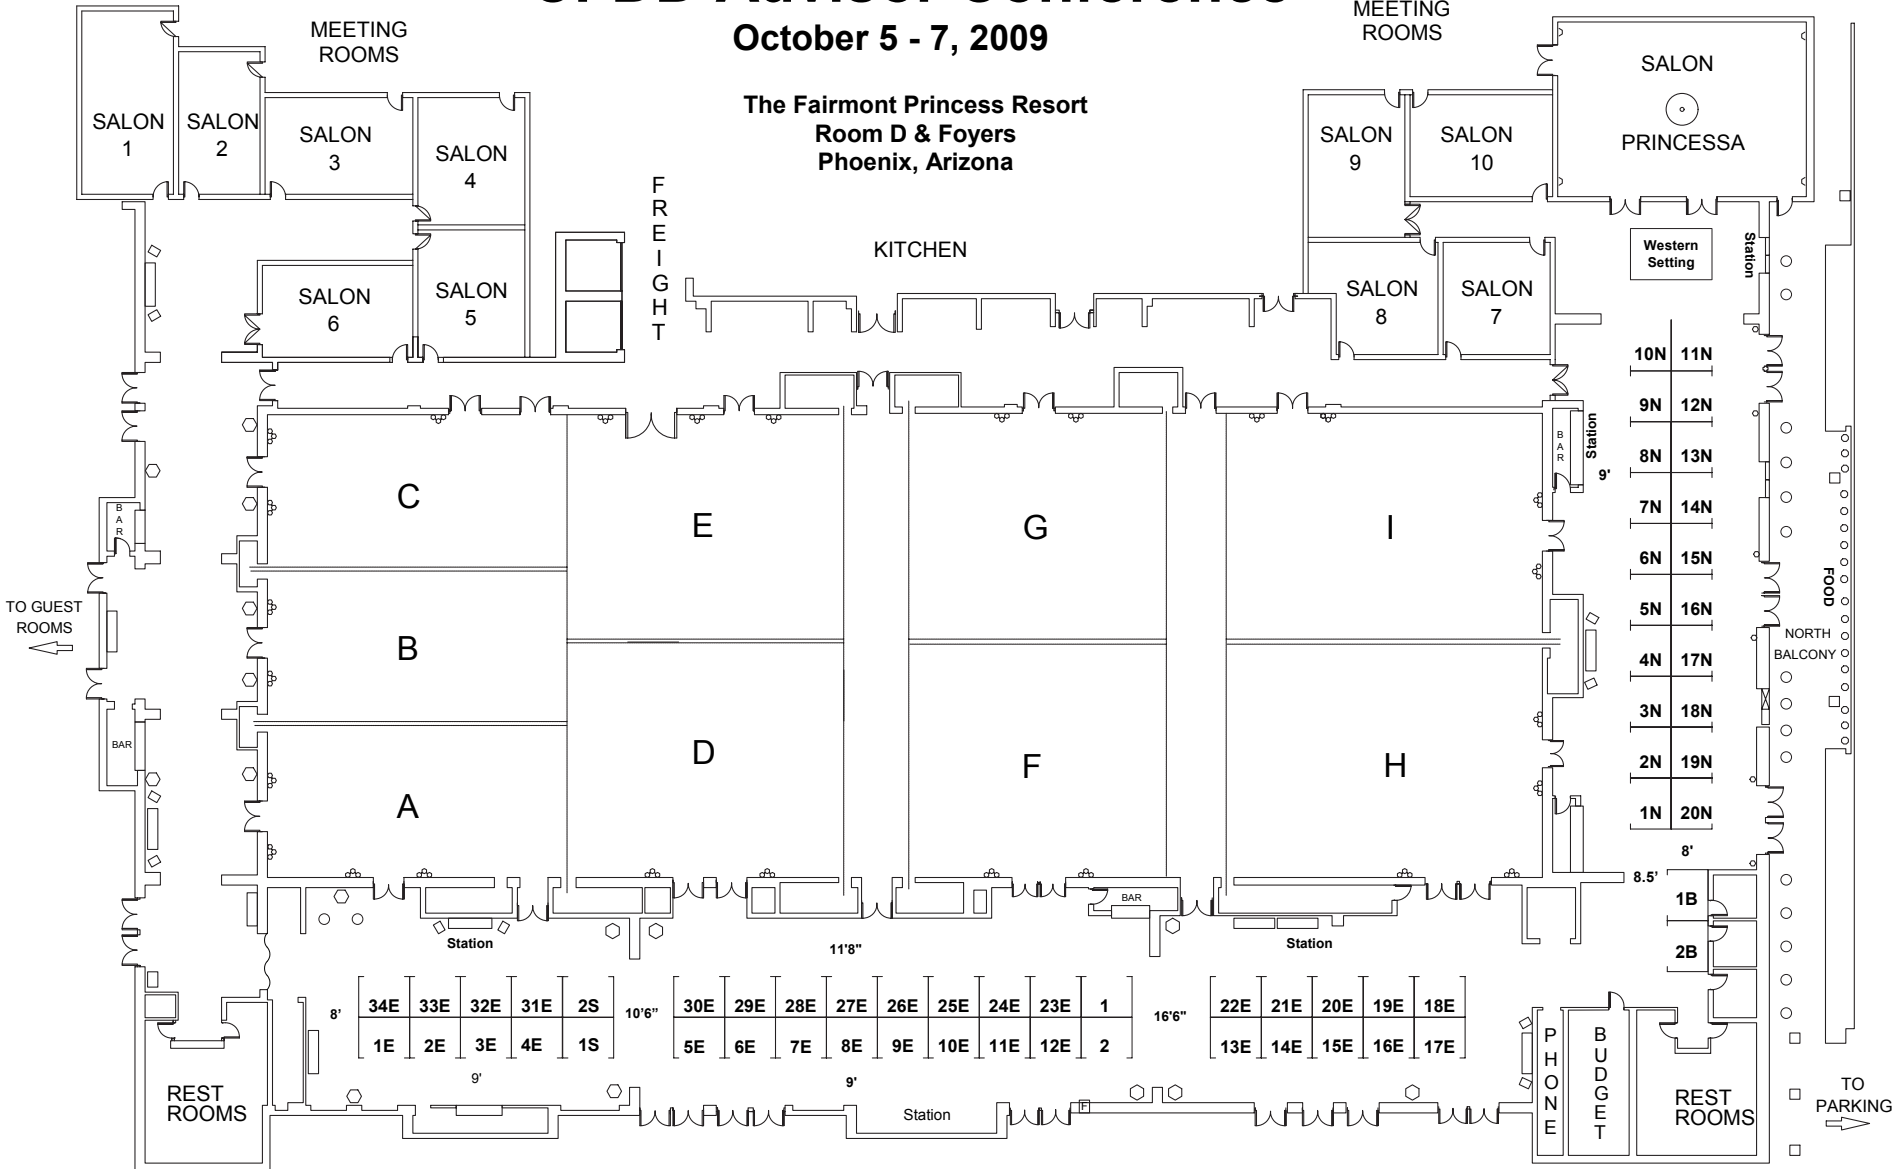 October 5 - 7, 2009
The Fairmont Princess Resort
Room D & Foyers
Phoenix, Arizona
MEETING
ROOMS
MEETING
ROOMS
SALON
1
SALON
2
SALON
3
SALON
4
SALON
5
SALON
6
FREIGHT
KITCHEN
SALON
9
SALON
10
SALON
PRINCESSA
SALON
8
SALON
7
Western
Setting
Station
10N 11N
9N 12N
8N 13N
7N 14N
6N 15N
5N 16N
4N 17N
3N 18N
2N 19N
1N 20N
BAR
Station
9'
C
E
G
I
B
A
D
F
H
BAR
TO GUEST
ROOMS
BAR
FOOD
NORTH
BALCONY
8'
8.5'
1B
2B
BAR
Station
11'8"
Station
8'
34E 33E 32E 31E 2S
1E 2E 3E 4E 1S
9'
10'6"
30E 29E 28E 27E 26E 25E 24E 23E 1
5E 6E 7E 8E 9E 10E 11E 12E 2
9'
16'6"
22E 21E 20E 19E 18E
13E 14E 15E 16E 17E
Station
F
REST
ROOMS
PHONE
BUDGET
REST
ROOMS
TO
PARKING